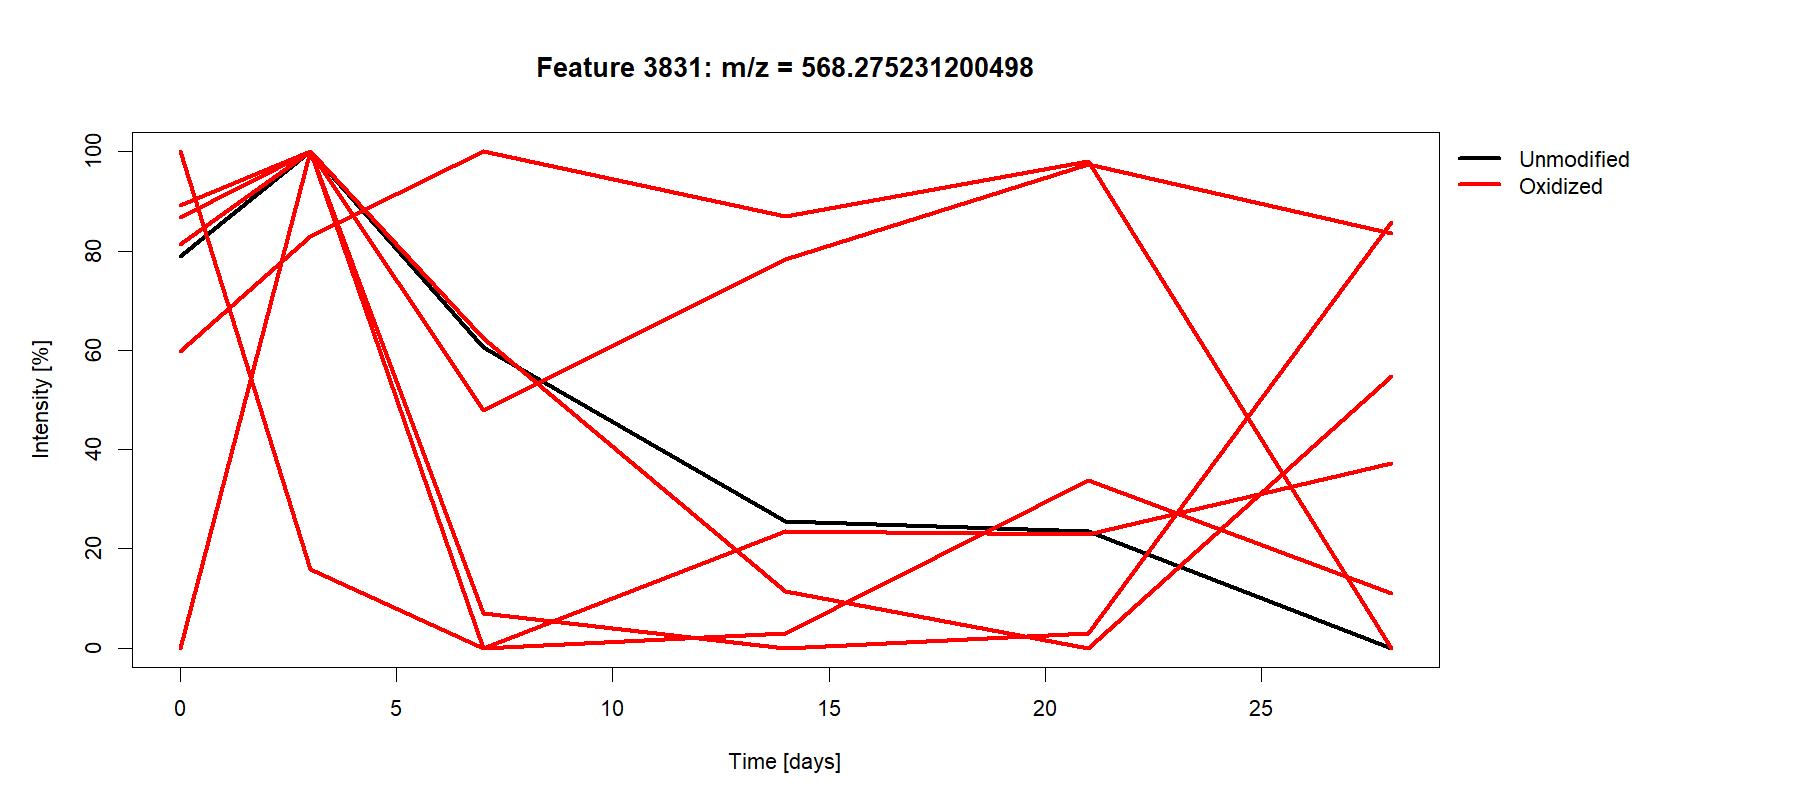 Feature 3831: m/z = 568.275231200498
Unmodified
Oxidized
Intensity [%]
100
80
60
40
20
0
0 5 10 15 20 25
Time [days]